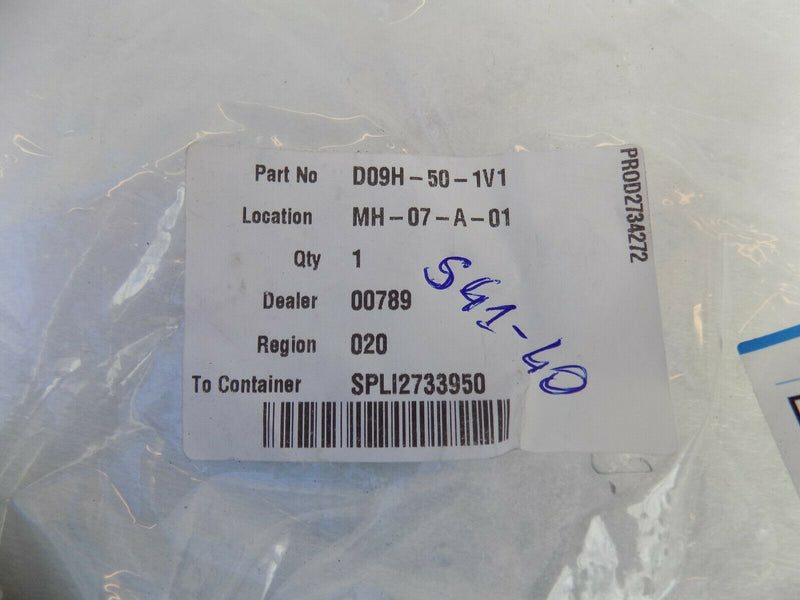 Part No D09H-50-1V1
Location MH-07-A-01
Qty 1
Dealer 00789
Region 020
To Container SPLI2733950
PROD2734272
S41-40